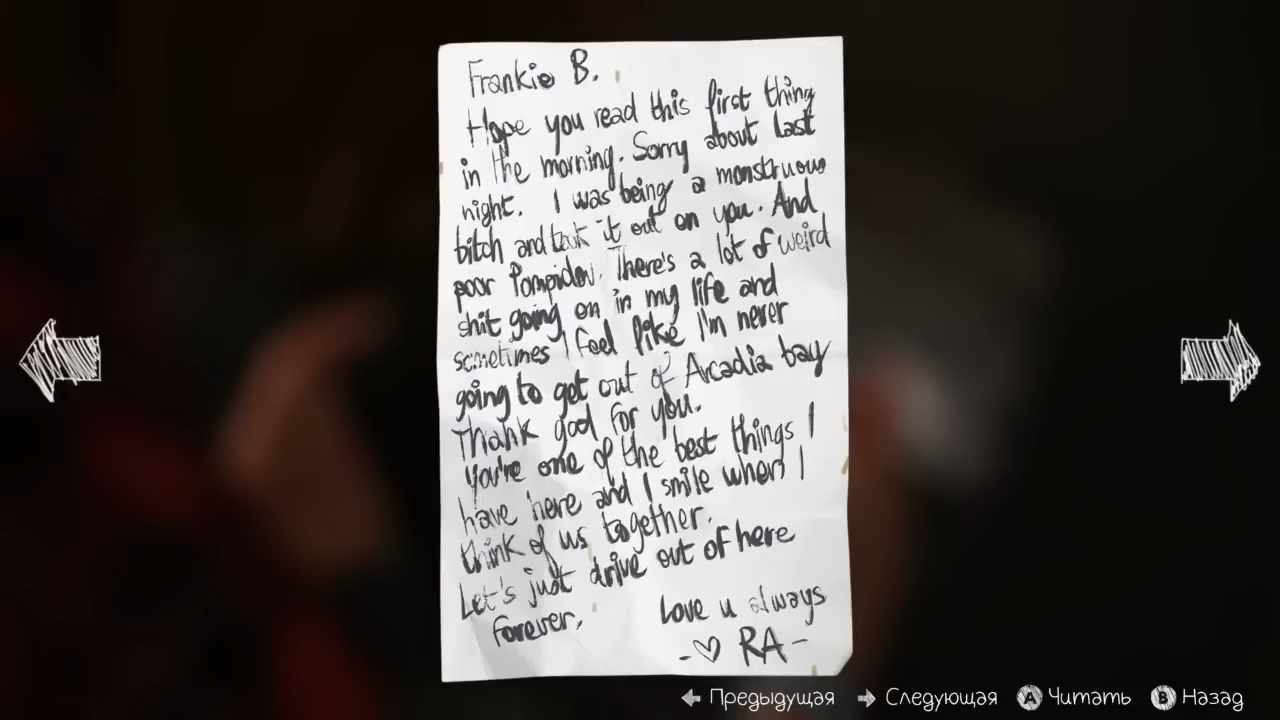 Frankie B.
Hope you read this first thing
in the morning. Sorry about last
night. I was being a monstruous
bitch and took it out on you. And
poor Pompidou. There's a lot of weird
shit going on in my life and
sometimes I feel like I'm never
going to get out of Arcadia bay
Thank god for you.
You're one of the best things I
have here and I smile when I
think of us together.
Let's just drive out of here
forever.
Love u always
-♡ RA-
Предыдущая Следующая A Читать B Назад